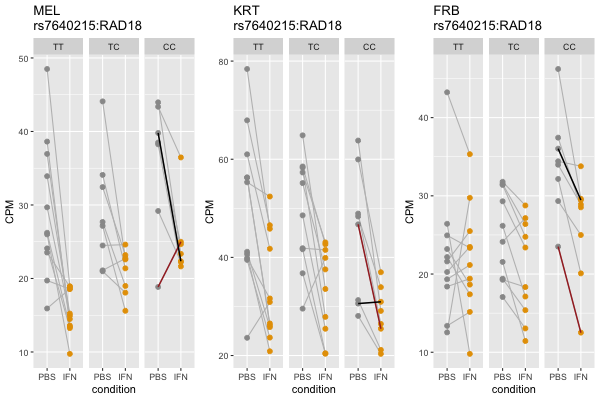 MEL
rs7640215:RAD18
TT TC CC
50
40
30
20
10
CPM
PBS IFN PBS IFN PBS IFN
condition
KRT
rs7640215:RAD18
TT TC CC
80
60
40
20
CPM
PBS IFN PBS IFN PBS IFN
condition
FRB
rs7640215:RAD18
TT TC CC
40
30
20
10
CPM
PBS IFN PBS IFN PBS IFN
condition